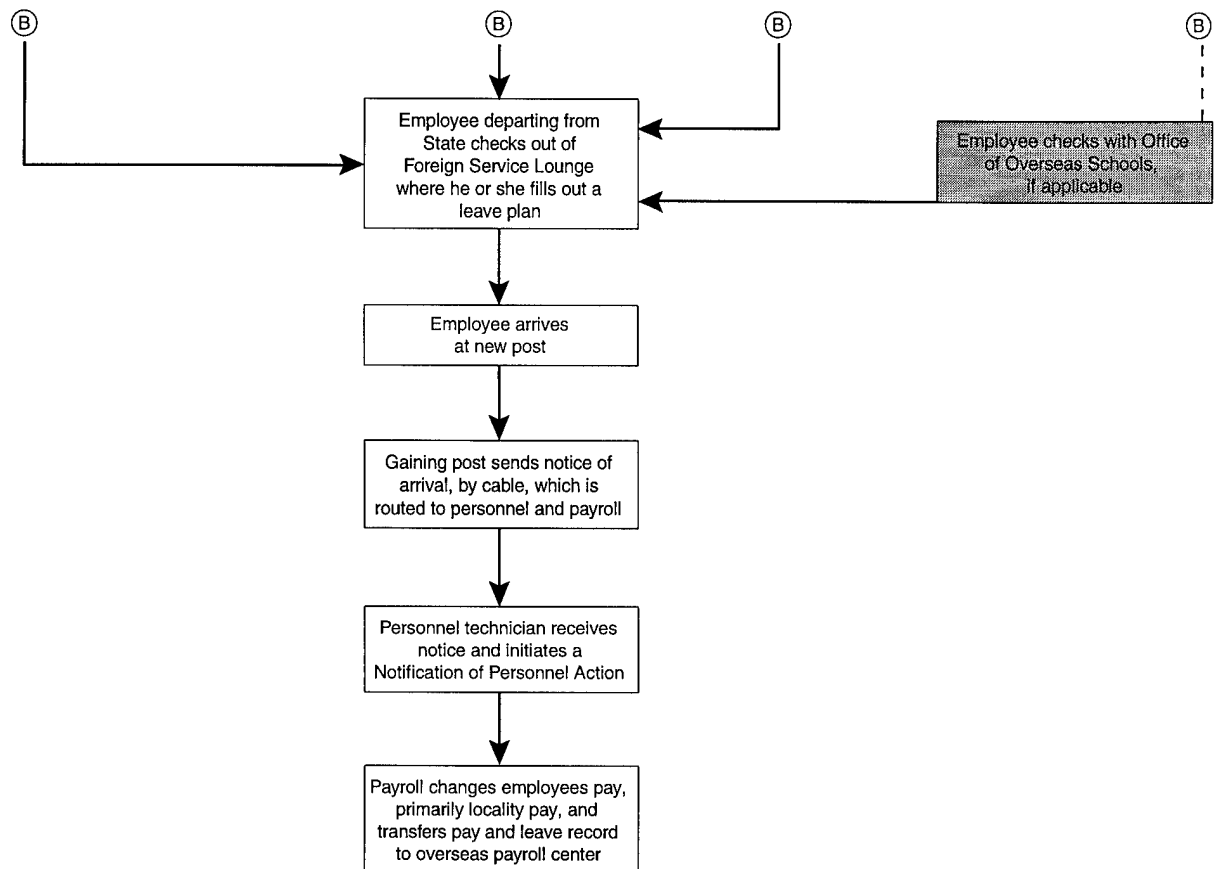 B
B
B
B
Employee departing from
State checks out of
Foreign Service Lounge
where he or she fills out a
leave plan
Employee checks with Office
of Overseas Schools,
if applicable
Employee arrives
at new post
Gaining post sends notice of
arrival, by cable, which is
routed to personnel and payroll
Personnel technician receives
notice and initiates a
Notification of Personnel Action
Payroll changes employees pay,
primarily locality pay, and
transfers pay and leave record
to overseas payroll center